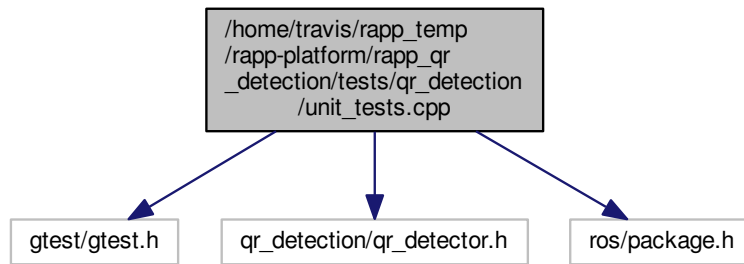 /home/travis/rapp_temp
/rapp-platform/rapp_qr
_detection/tests/qr_detection
/unit_tests.cpp
gtest/gtest.h
qr_detection/qr_detector.h
ros/package.h